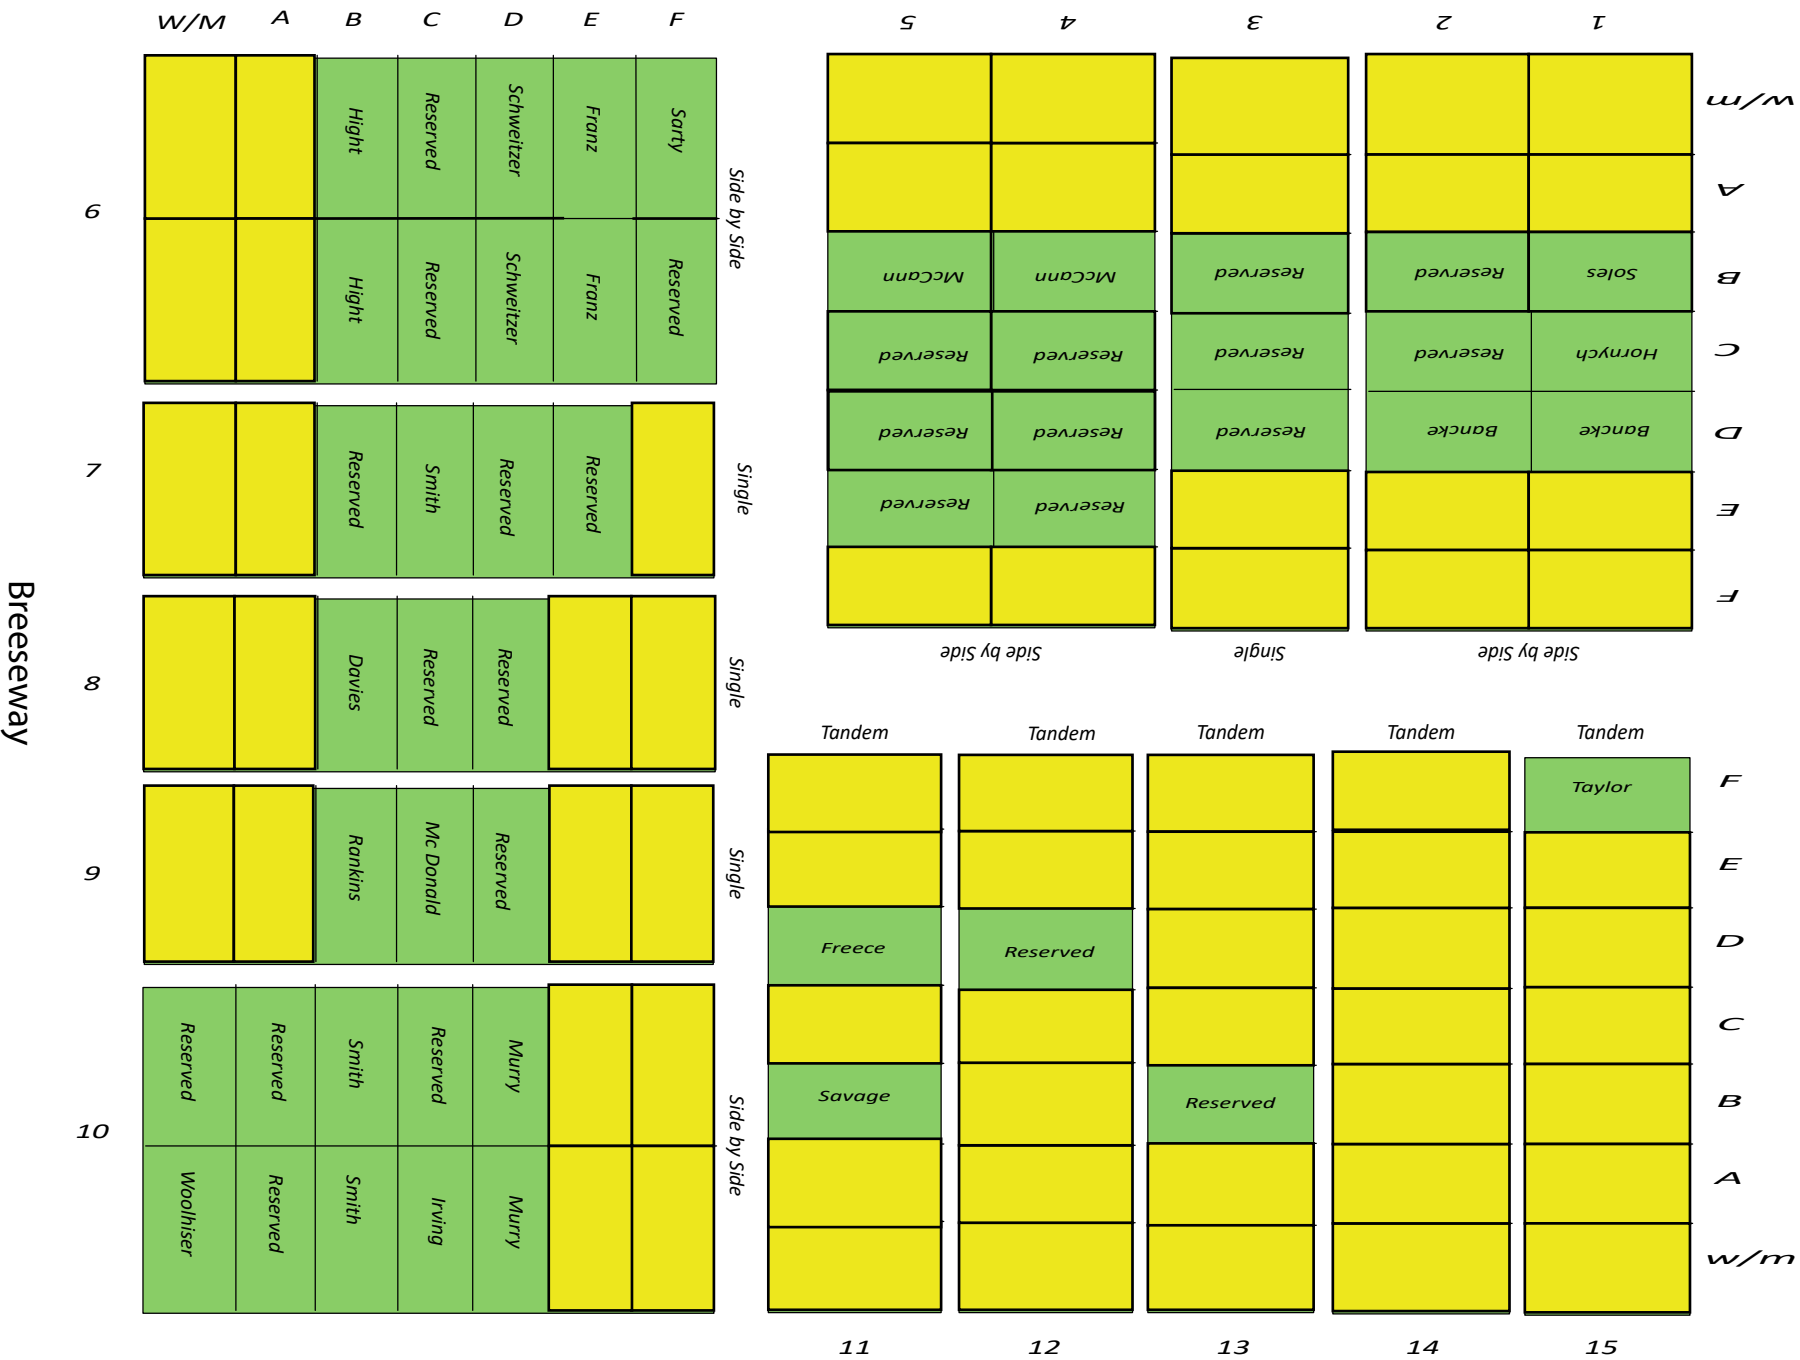 W/M A B C D E F
6
Hight Reserved Schweitzer Franz Sarty
Hight Reserved Schweitzer Franz Reserved
Side by Side
7
Reserved Smith Reserved Reserved
Single
8
Davies Reserved Reserved
Single
9
Rankins Mc Donald Reserved
Single
10
Reserved Reserved Smith Reserved Murry
Woolhiser Reserved Smith Irving Murry
Side by Side
Breeseway
5 4 3 2 1
w/m
A
McCann McCann Reserved Reserved Soles B
Reserved Reserved Reserved Reserved Hornych C
Reserved Reserved Reserved Bancke Bancke D
Reserved Reserved E
F
Side by Side Single Side by Side
Tandem Tandem Tandem Tandem Tandem
Taylor F
E
Freece Reserved D
C
Savage Reserved B
A
w/m
11 12 13 14 15